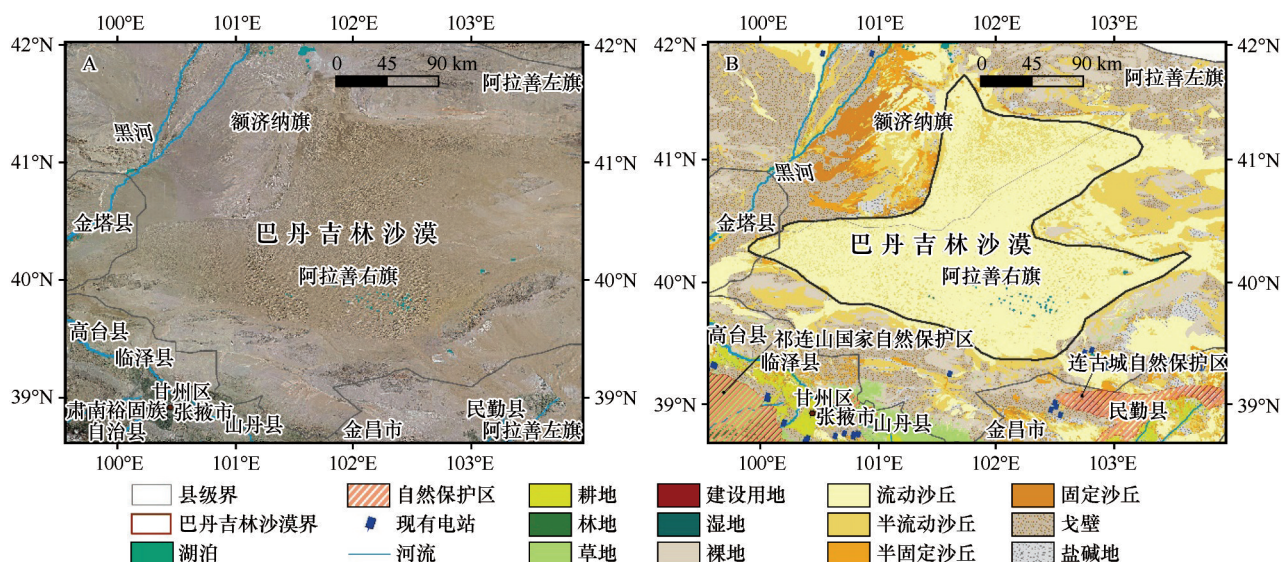 100°E 101°E 102°E 103°E
42°N
A
0 45 90 km
阿拉善左旗
额济纳旗
黑河
41°N
金塔县
巴丹吉林沙漠
阿拉善右旗
40°N
高台县
临泽县
甘州区
39°N
肃南裕固族
自治县
张掖市
山丹县
金昌市
民勤县
阿拉善左旗
100°E 101°E 102°E 103°E
100°E 101°E 102°E 103°E
42°N 42°N
B
0 45 90 km
阿拉善左旗
额济纳旗
41°N 41°N
黑河
金塔县
巴丹吉林沙漠
阿拉善右旗
40°N 40°N
高台县
祁连山国家自然保护区
临泽县
连古城自然保护区
甘州区
39°N 39°N
张掖市
山丹县
金昌市
民勤县
100°E 101°E 102°E 103°E
县级界 自然保护区 耕地 建设用地 流动沙丘 固定沙丘
巴丹吉林沙漠界 现有电站 林地 湿地 半流动沙丘 戈壁
湖泊 河流 草地 裸地 半固定沙丘 盐碱地